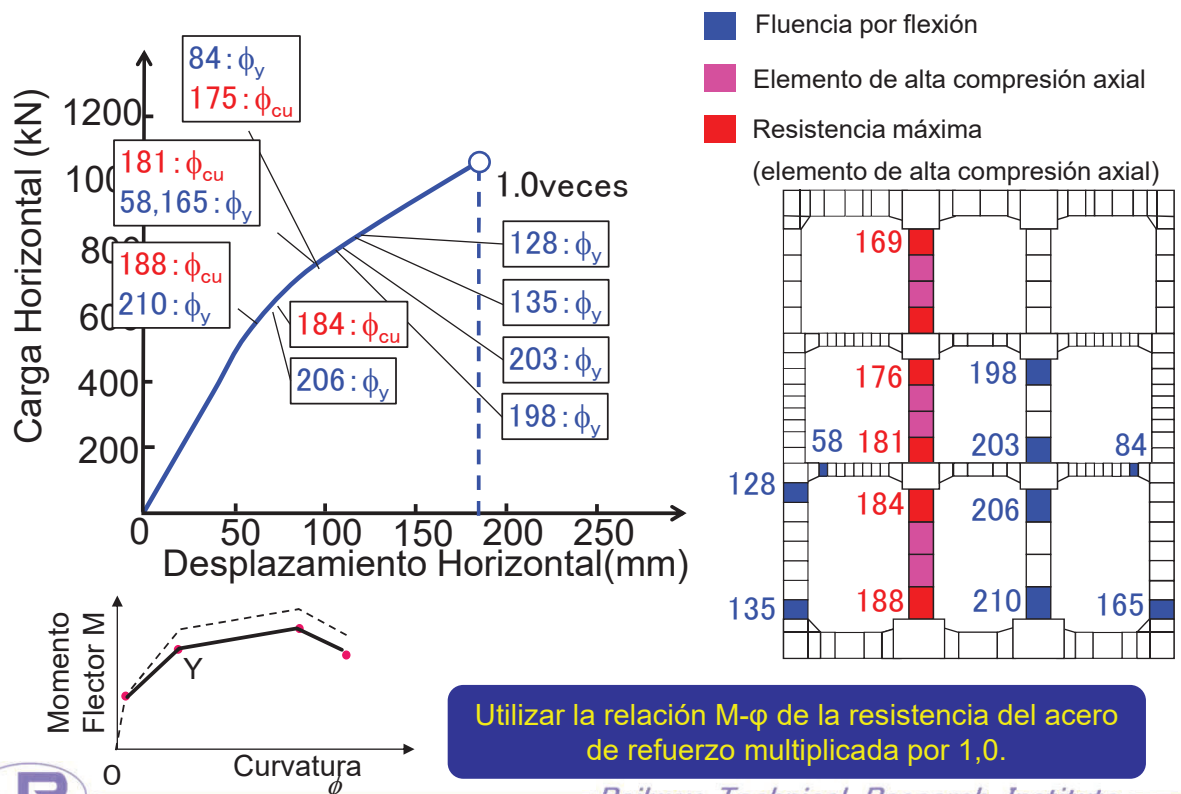 Fluencia por flexión
Elemento de alta compresión axial
Resistencia máxima
(elemento de alta compresión axial)
Carga Horizontal (kN)
1200
800
400
200
84:ϕy
175:ϕcu
181:ϕcu
58,165:ϕy
188:ϕcu
210:ϕy
184:ϕcu
206:ϕy
1.0veces
128:ϕy
135:ϕy
203:ϕy
198:ϕy
0 50 100 150 200 250
Desplazamiento Horizontal(mm)
169
176 198
58 181 203 84
128
184 206
135 188 210 165
Momento
Flector M
Y
O
Curvatura
ϕ
Utilizar la relación M-φ de la resistencia del acero
de refuerzo multiplicada por 1,0.